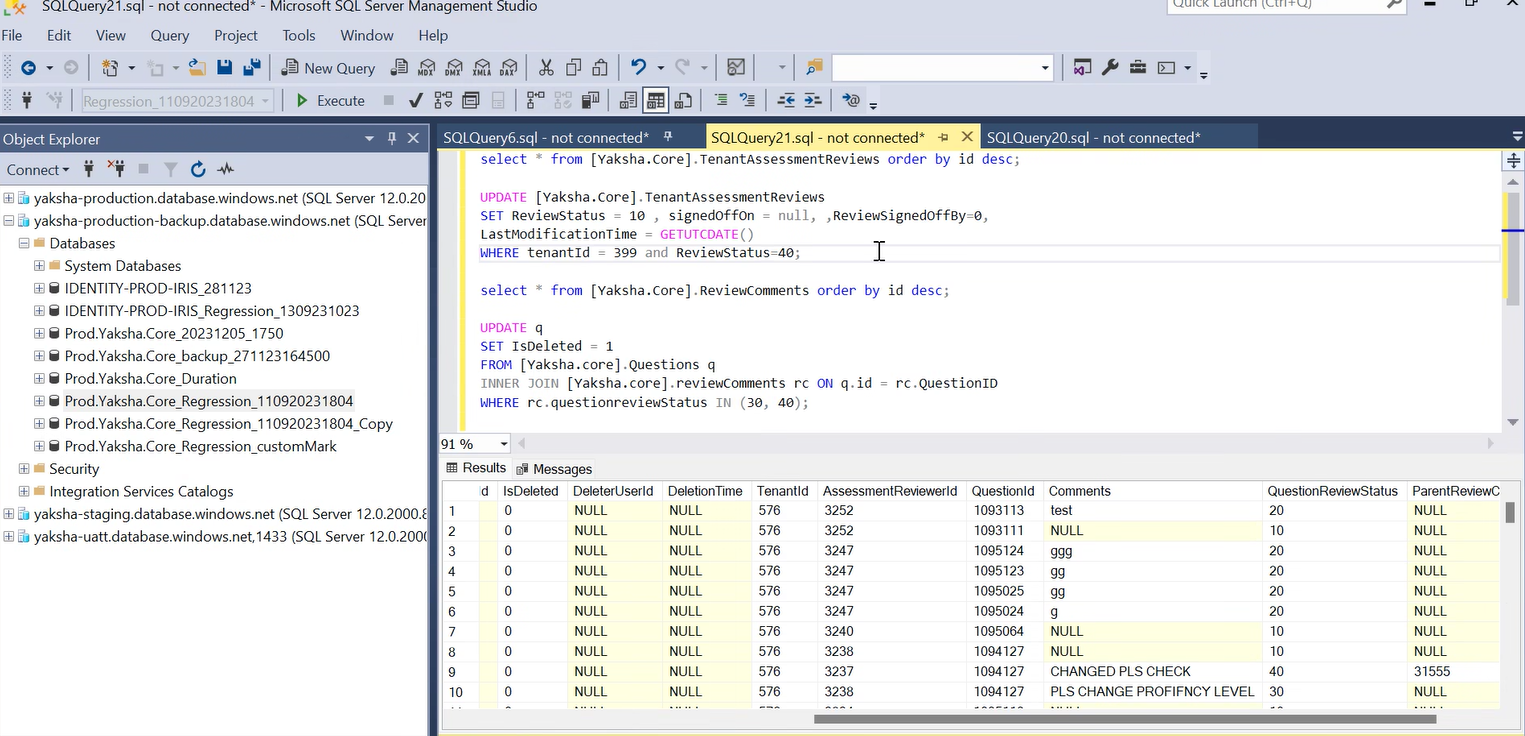 SQLQuery21.sql - not connected* - Microsoft SQL Server Management Studio
Quick Launch (Ctrl+Q)
File Edit View Query Project Tools Window Help
New Query MDX DMX XMLA DAX
Regression_110920231804 Execute
Object Explorer
SQLQuery6.sql - not connected* SQLQuery21.sql - not connected* SQLQuery20.sql - not connected*
Connect
yaksha-production.database.windows.net (SQL Server 12.0.20
yaksha-production-backup.database.windows.net (SQL Server
Databases
System Databases
IDENTITY-PROD-IRIS_281123
IDENTITY-PROD-IRIS_Regression_1309231023
Prod.Yaksha.Core_20231205_1750
Prod.Yaksha.Core_backup_271123164500
Prod.Yaksha.Core_Duration
Prod.Yaksha.Core_Regression_110920231804
Prod.Yaksha.Core_Regression_110920231804_Copy
Prod.Yaksha.Core_Regression_customMark
Security
Integration Services Catalogs
yaksha-staging.database.windows.net (SQL Server 12.0.2000.8
yaksha-uatt.database.windows.net,1433 (SQL Server 12.0.2000
select * from [Yaksha.Core].TenantAssessmentReviews order by id desc;
UPDATE [Yaksha.Core].TenantAssessmentReviews
SET ReviewStatus = 10 , signedOffOn = null, ,ReviewSignedOffBy=0,
LastModificationTime = GETUTCDATE()
WHERE tenantId = 399 and ReviewStatus=40;
select * from [Yaksha.Core].ReviewComments order by id desc;
UPDATE q
SET IsDeleted = 1
FROM [Yaksha.core].Questions q
INNER JOIN [Yaksha.core].reviewComments rc ON q.id = rc.QuestionID
WHERE rc.questionreviewStatus IN (30, 40);
91 %
Results Messages
d IsDeleted DeleterUserId DeletionTime TenantId AssessmentReviewerId QuestionId Comments QuestionReviewStatus ParentReviewC
1 0 NULL NULL 576 3252 1093113 test 20 NULL
2 0 NULL NULL 576 3252 1093111 NULL 10 NULL
3 0 NULL NULL 576 3247 1095124 ggg 20 NULL
4 0 NULL NULL 576 3247 1095123 gg 20 NULL
5 0 NULL NULL 576 3247 1095025 gg 20 NULL
6 0 NULL NULL 576 3247 1095024 g 20 NULL
7 0 NULL NULL 576 3240 1095064 NULL 10 NULL
8 0 NULL NULL 576 3238 1094127 NULL 10 NULL
9 0 NULL NULL 576 3237 1094127 CHANGED PLS CHECK 40 31555
10 0 NULL NULL 576 3238 1094127 PLS CHANGE PROFIFNCY LEVEL 30 NULL